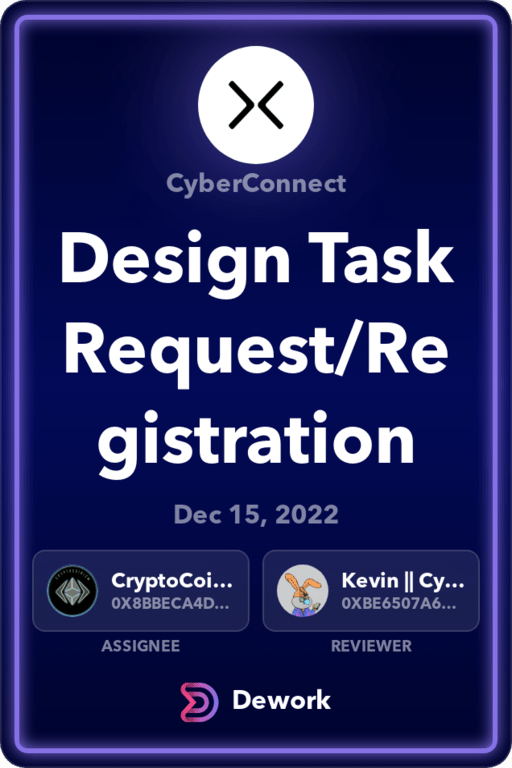 CyberConnect
Design Task
Request/Re
gistration
Dec 15, 2022
CryptoCoi...
0X8BBECA4D...
Kevin || Cy...
0XBE6507A6...
ASSIGNEE
REVIEWER
Dework